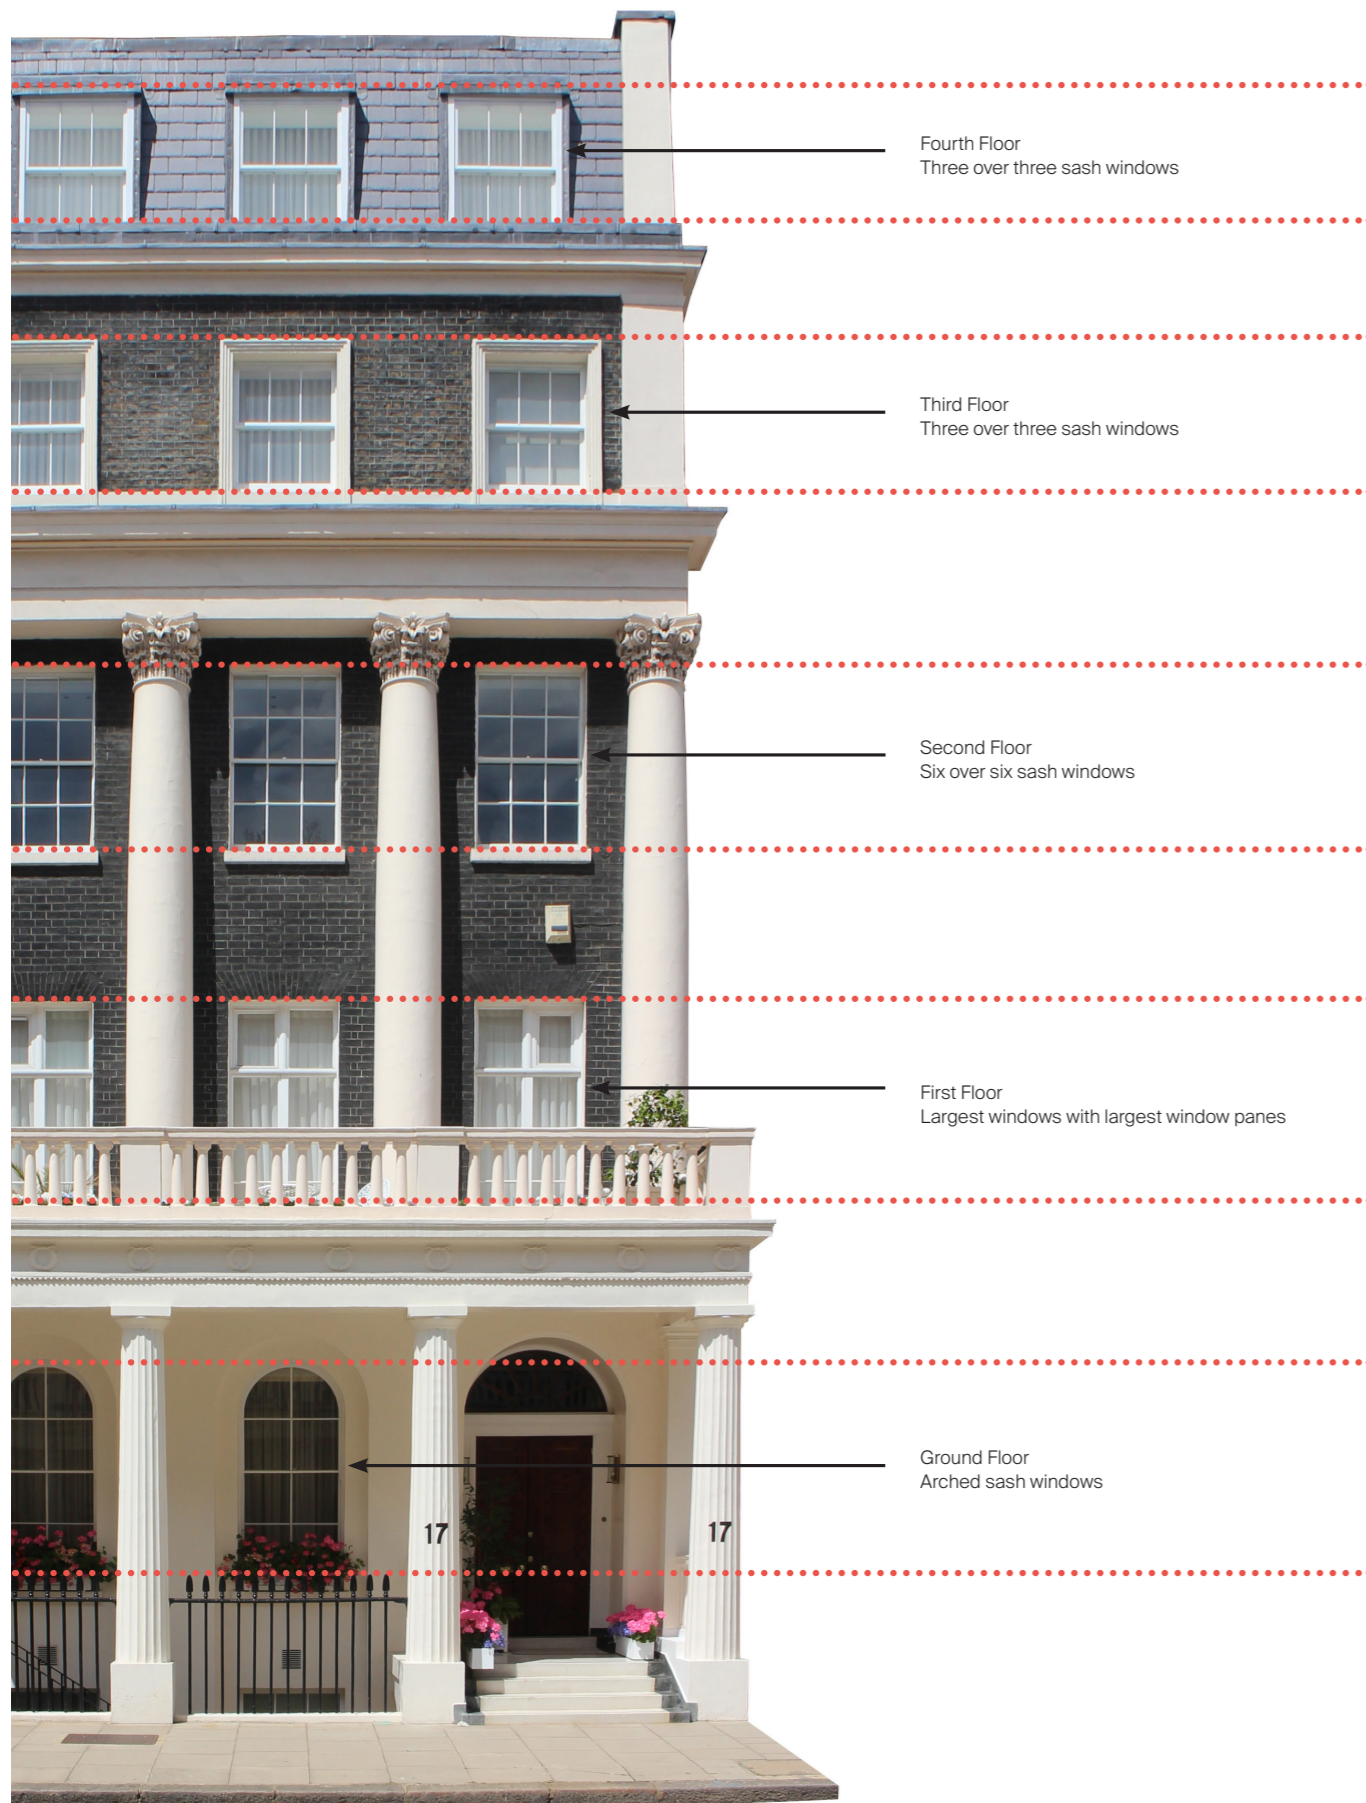 Fourth Floor
Three over three sash windows
Third Floor
Three over three sash windows
Second Floor
Six over six sash windows
First Floor
Largest windows with largest window panes
Ground Floor
Arched sash windows
17
17